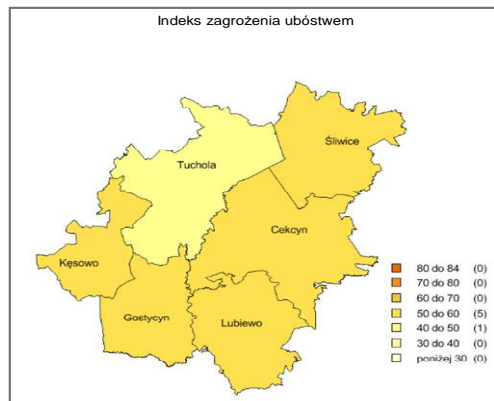 Indeks zagrożenia ubóstwem
Śliwice
Tuchola
Cekcyn
Kęsowo
Gostycyn
Lubiewo
80 do 84 (0)
70 do 80 (0)
60 do 70 (0)
50 do 60 (5)
40 do 50 (1)
30 do 40 (0)
poniżej 30 (0)